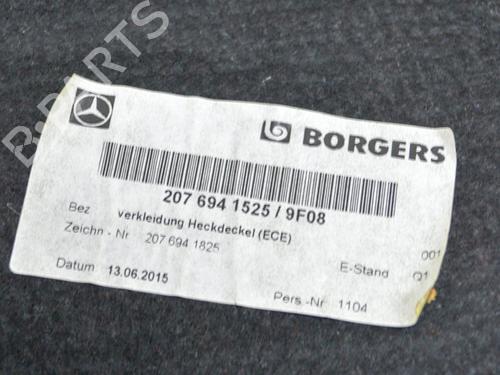 B-PARTS
BORGERS
207 694 1525 / 9F08
Bez verkleidung Heckdeckel (ECE)
Zeichn - Nr 207 694 1825
001
E-Stand Q1
Datum 13.06.2015
Pers -Nr 1104